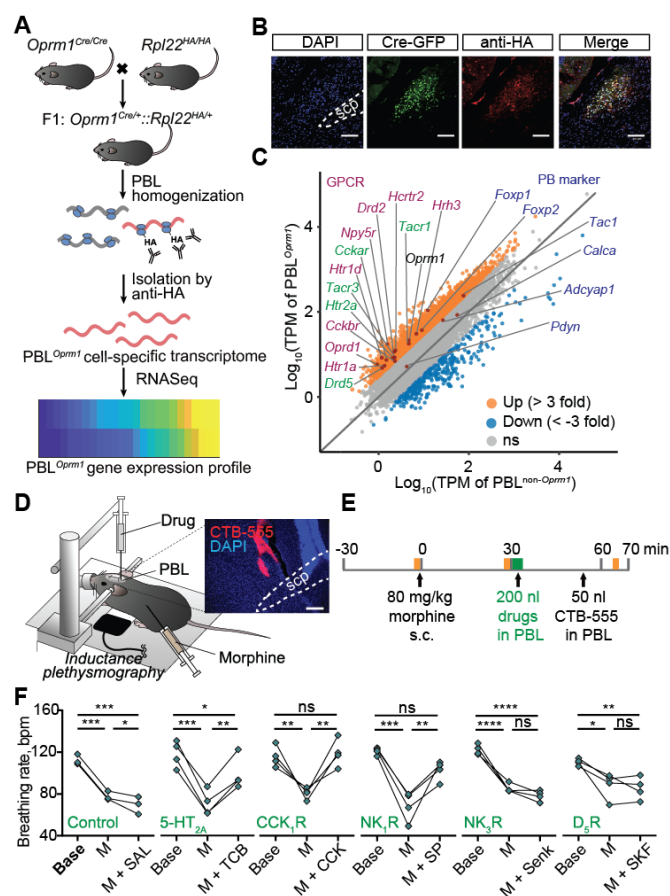 A
Oprm1Cre/Cre
Rpl22HA/HA
F1: Oprm1Cre/+::Rpl22HA/+
PBL
homogenization
HA
HA
Isolation by
anti-HA
PBLOprm1 cell-specific transcriptome
RNASeq
PBLOprm1 gene expression profile
B
DAPI
Cre-GFP
anti-HA
Merge
scp
C
GPCR
PB marker
Hcrtr2
Foxp1
Drd2
Hrh3
Foxp2
Npy5r
Tacr1
Tac1
Cckar
Oprm1
Calca
Htr1d
Tacr3
Adcyap1
Htr2a
Cckbr
Pdyn
Oprd1
Htr1a
Drd5
4
2
0
Log10(TPM of PBLOprm1)
Up (> 3 fold)
Down (< -3 fold)
ns
0
2
4
Log10(TPM of PBLnon-Oprm1)
D
Drug
PBL
CTB-555
DAPI
scp
Inductance
plethysmography
Morphine
E
-30
0
30
60
70 min
80 mg/kg
morphine
s.c.
200 nl
drugs
in PBL
50 nl
CTB-555
in PBL
F
Breathing rate, bpm
160
120
80
40
***
***
*
Control
Base
M
M + SAL
*
***
**
5-HT2A
Base
M
M + TCB
ns
**
**
CCK1R
Base
M
M + CCK
ns
***
**
NK1R
Base
M
M + SP
****
****
ns
NK3R
Base
M
M + Senk
**
*
ns
D5R
Base
M
M + SKF